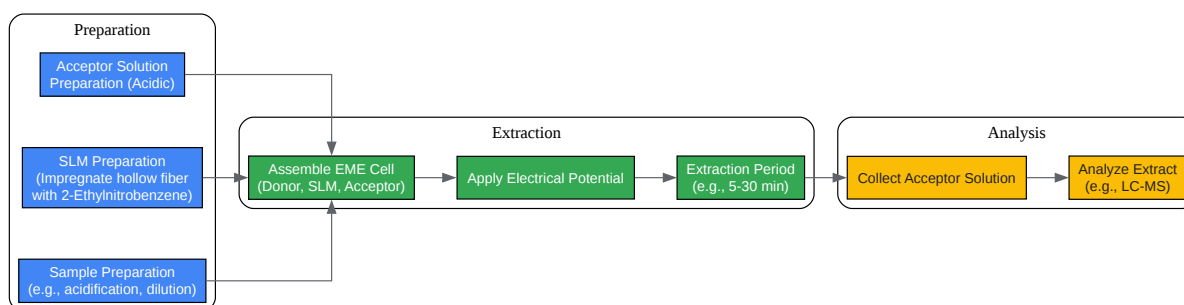 Preparation
Acceptor Solution
Preparation (Acidic)
SLM Preparation
(Impregnate hollow fiber
with 2-Ethylnitrobenzene)
Sample Preparation
(e.g., acidification, dilution)
Extraction
Assemble EME Cell
(Donor, SLM, Acceptor)
Apply Electrical Potential
Extraction Period
(e.g., 5-30 min)
Analysis
Collect Acceptor Solution
Analyze Extract
(e.g., LC-MS)